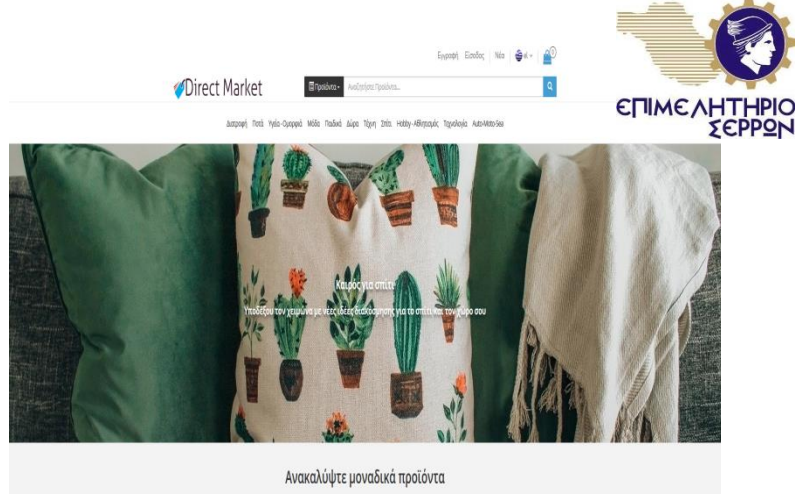 Εγγραφή Είσοδος Νέα el
0
Direct Market
Προϊόντα
Αναζητήστε Προϊόντα...
ΕΠΙΜΕΛΗΤΗΡΙΟ
ΣΕΡΡΩΝ
Διατροφή Ποτά Υγεία-Ομορφιά Μόδα Παιδικά Δώρα Τέχνη Σπίτι Hobby-Αθλητισμός Τεχνολογία Auto-Moto-Sea
Καιρός για σπίτι
Υποδέξου τον χειμώνα με νέες ιδέες διακόσμησης για το σπίτι και τον χώρο σου
Ανακαλύψτε μοναδικά προϊόντα